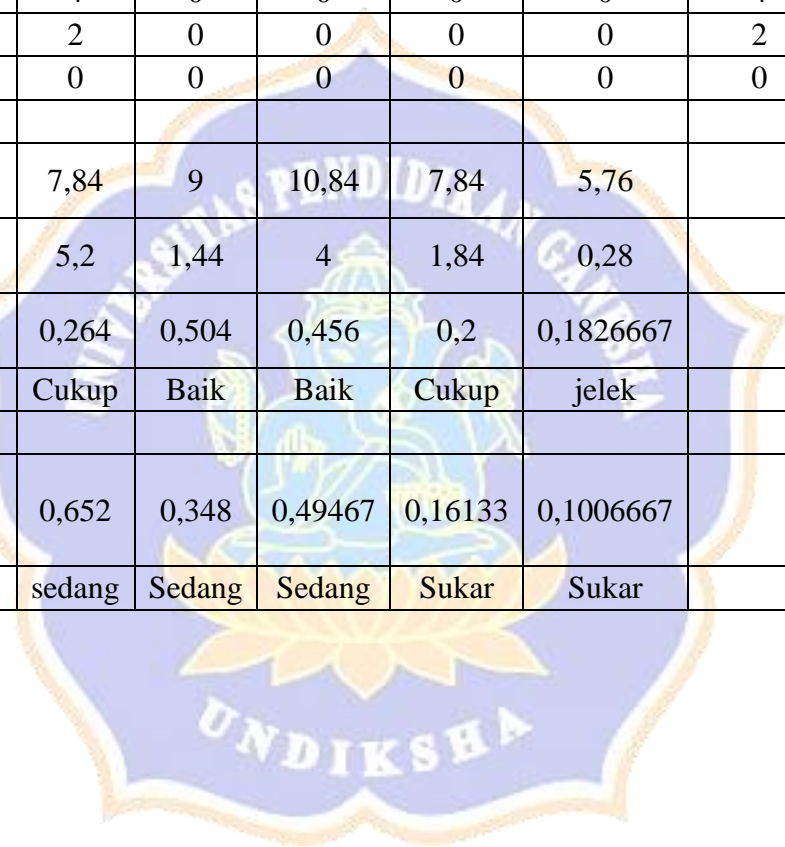 2 0 0 0 0 2
0 0 0 0 0 0
7,84 9 10,84 7,84 5,76
5,2 1,44 4 1,84 0,28
0,264 0,504 0,456 0,2 0,1826667
Cukup Baik Baik Cukup jelek
0,652 0,348 0,49467 0,16133 0,1006667
sedang Sedang Sedang Sukar Sukar
UNIVERSITAS PENDIDIKAN GANESHA
UNDIKSHA